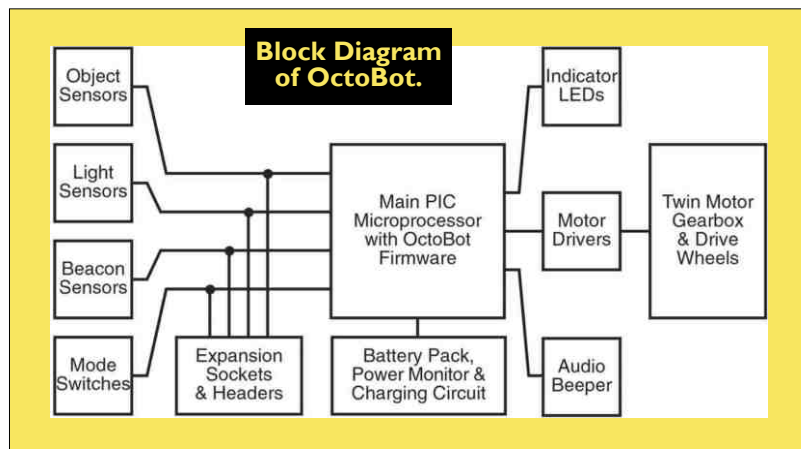 Block Diagram
of OctoBot.
Object
Sensors
Light
Sensors
Beacon
Sensors
Mode
Switches
Expansion
Sockets
& Headers
Main PIC
Microprocessor
with OctoBot
Firmware
Battery Pack,
Power Monitor &
Charging Circuit
Indicator
LEDs
Motor
Drivers
Audio
Beeper
Twin Motor
Gearbox
& Drive
Wheels